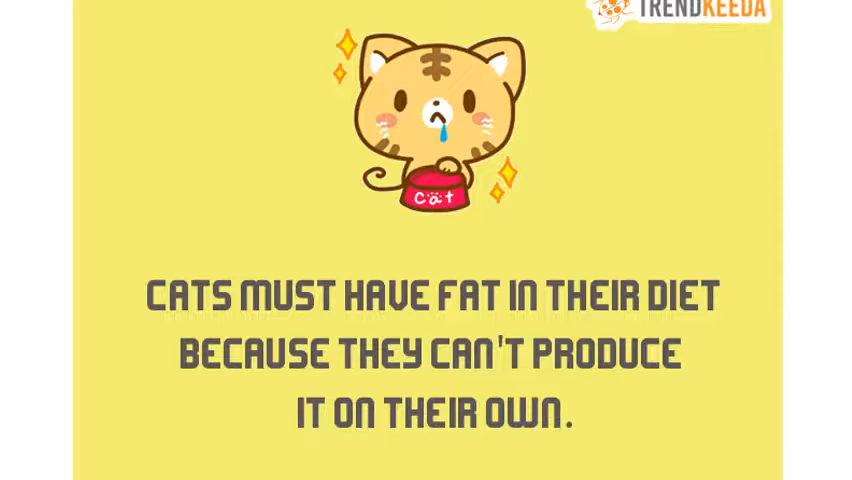 TRENDKEEDA
cat
CATS MUST HAVE FAT IN THEIR DIET
BECAUSE THEY CAN'T PRODUCE
IT ON THEIR OWN.